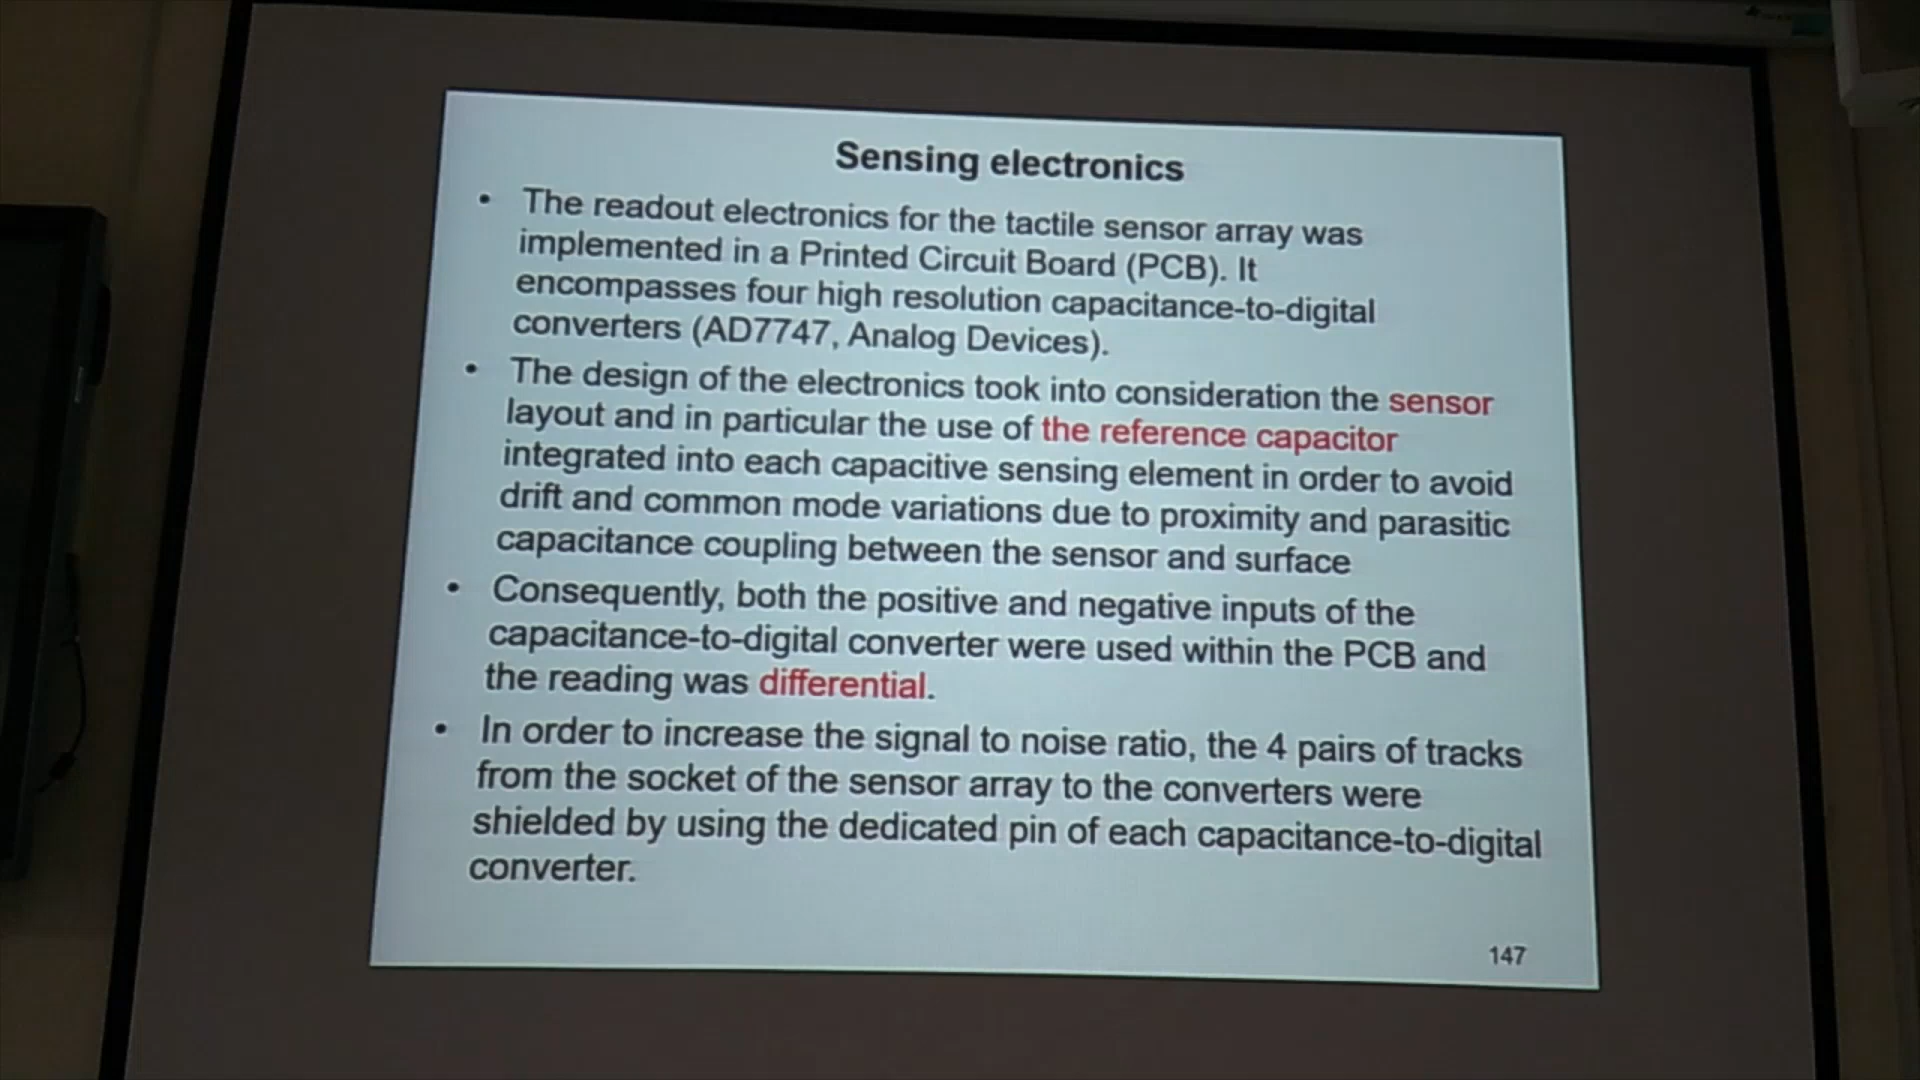 Sensing electronics
• The readout electronics for the tactile sensor array was
implemented in a Printed Circuit Board (PCB). It
encompasses four high resolution capacitance-to-digital
converters (AD7747, Analog Devices).
• The design of the electronics took into consideration the sensor
layout and in particular the use of the reference capacitor
integrated into each capacitive sensing element in order to avoid
drift and common mode variations due to proximity and parasitic
capacitance coupling between the sensor and surface
• Consequently, both the positive and negative inputs of the
capacitance-to-digital converter were used within the PCB and
the reading was differential.
• In order to increase the signal to noise ratio, the 4 pairs of tracks
from the socket of the sensor array to the converters were
shielded by using the dedicated pin of each capacitance-to-digital
converter.
147